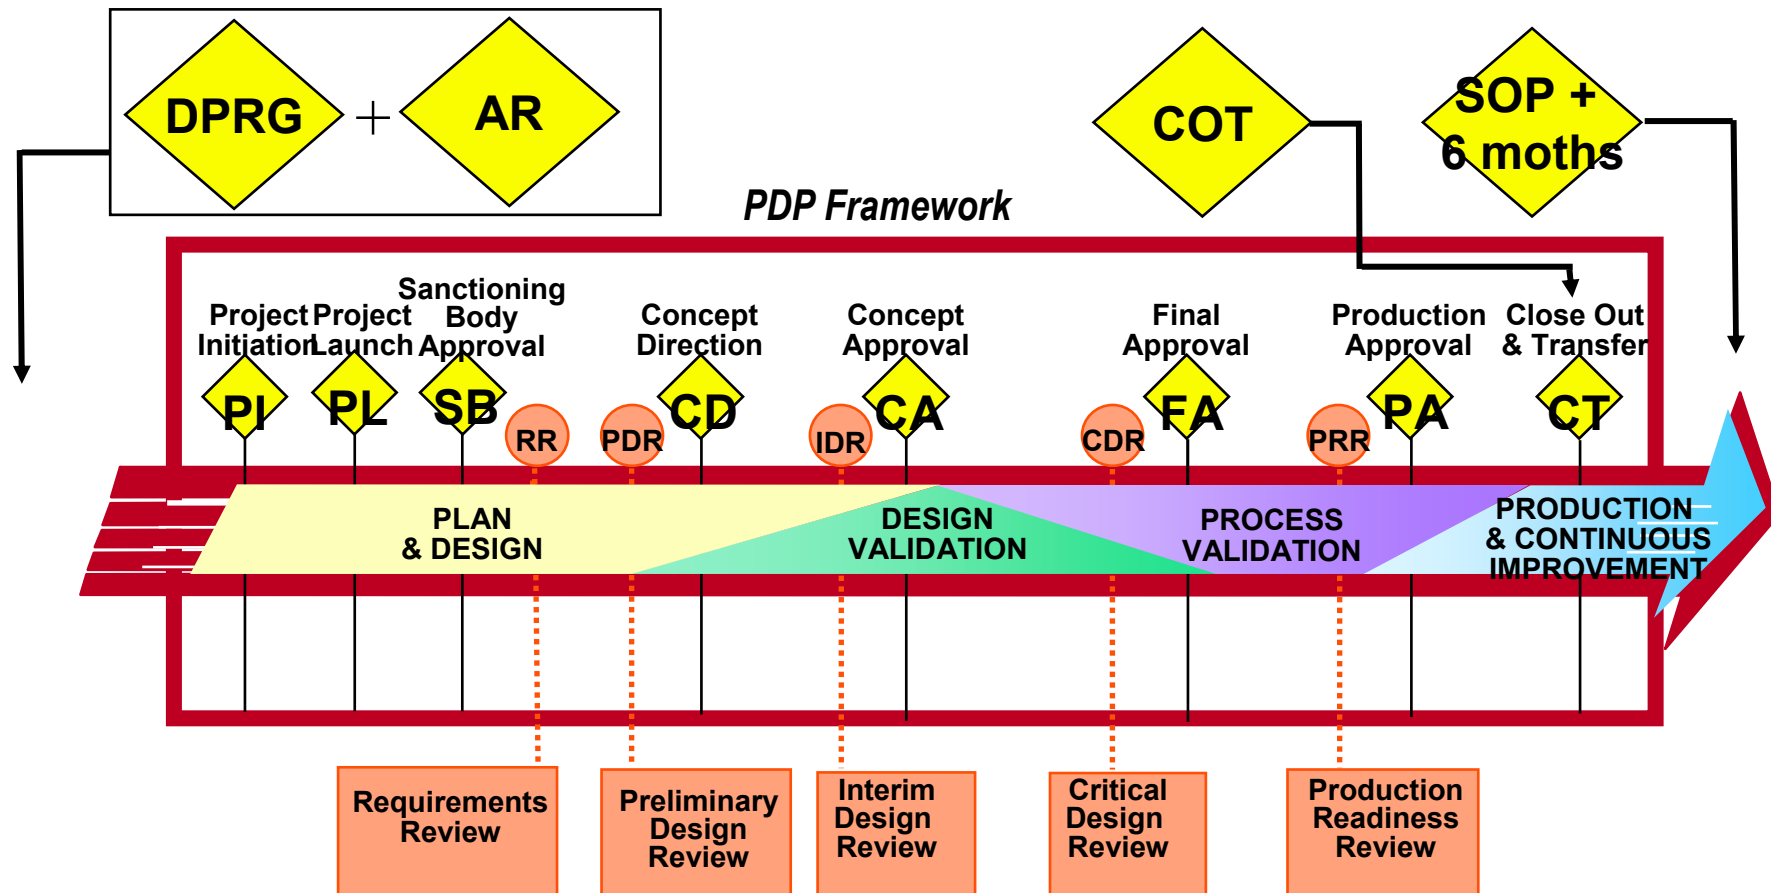 DPRG
+
AR
COT
SOP +
6 moths
PDP Framework
Project
Initiation
Project
Launch
Sanctioning
Body
Approval
Concept
Direction
Concept
Approval
Final
Approval
Production
Approval
Close Out
& Transfer
PI
PL
SB
RR
PDR
CD
IDR
CA
CDR
FA
PRR
PA
CT
PLAN
& DESIGN
DESIGN
VALIDATION
PROCESS
VALIDATION
PRODUCTION
& CONTINUOUS
IMPROVEMENT
Requirements
Review
Preliminary
Design
Review
Interim
Design
Review
Critical
Design
Review
Production
Readiness
Review